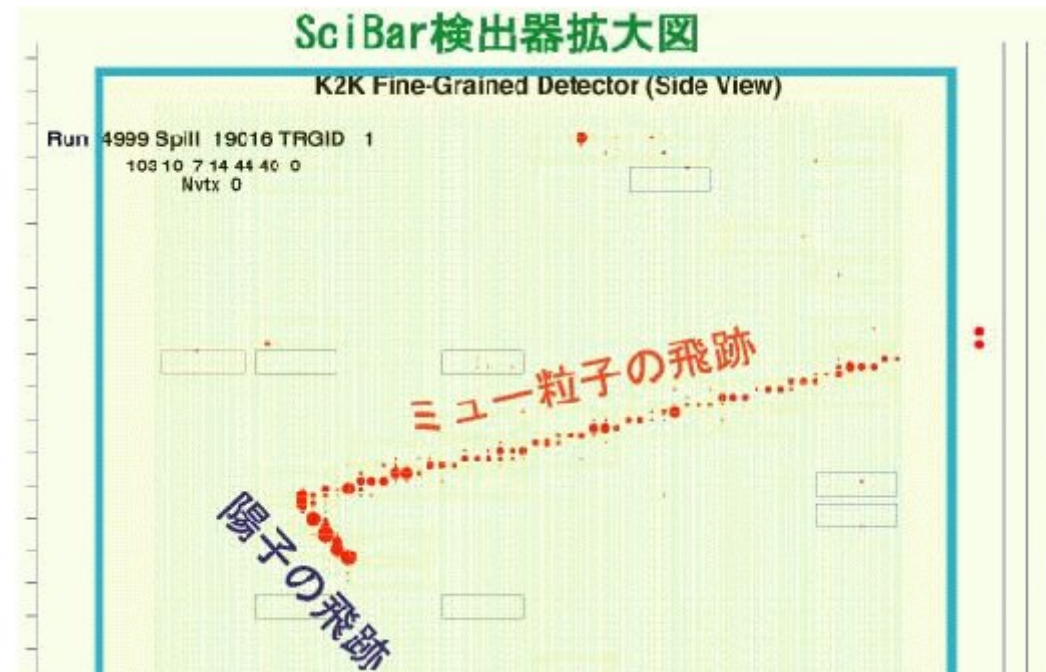 SciBar検出器拡大図
K2K Fine-Grained Detector (Side View)
Run 4999 Spill 19016 TRGID 1
103 10 7 14 44 40 0
Nvtx 0
ミュー粒子の飛跡
陽子の飛跡